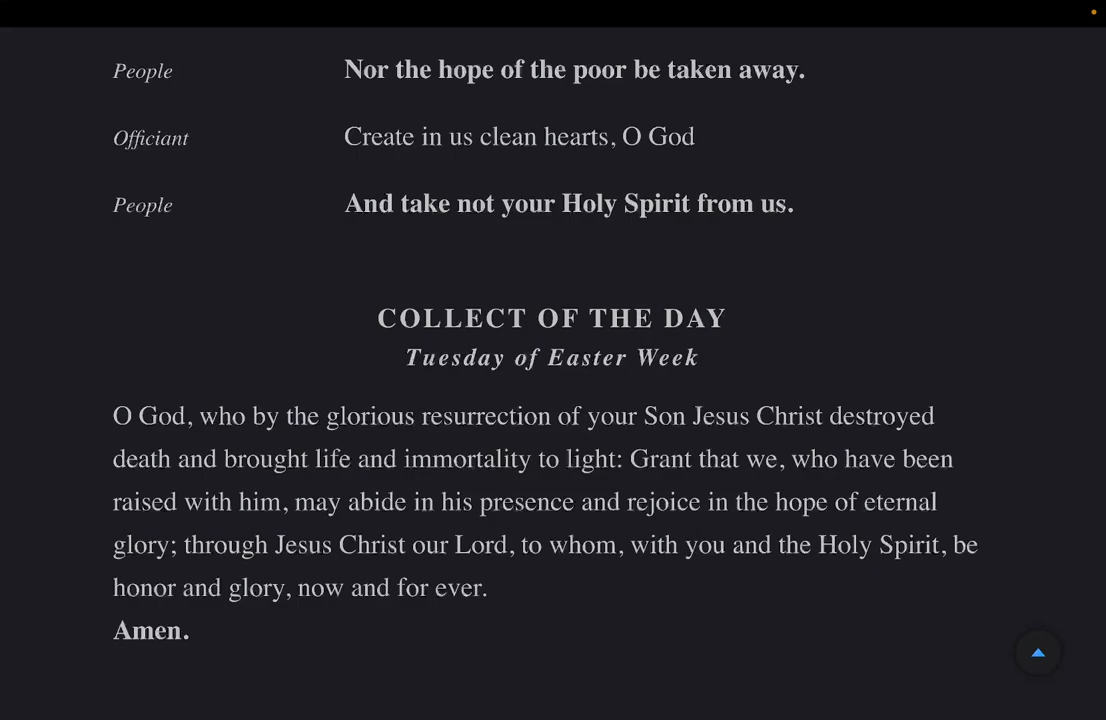 People Nor the hope of the poor be taken away.
Officiant Create in us clean hearts, O God
People And take not your Holy Spirit from us.
COLLECT OF THE DAY
Tuesday of Easter Week
O God, who by the glorious resurrection of your Son Jesus Christ destroyed
death and brought life and immortality to light: Grant that we, who have been
raised with him, may abide in his presence and rejoice in the hope of eternal
glory; through Jesus Christ our Lord, to whom, with you and the Holy Spirit, be
honor and glory, now and for ever.
Amen.